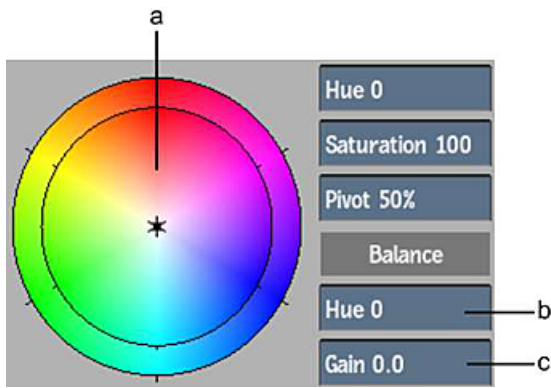 a
Hue 0
Saturation 100
Pivot 50%
Balance
Hue 0
b
Gain 0.0
c